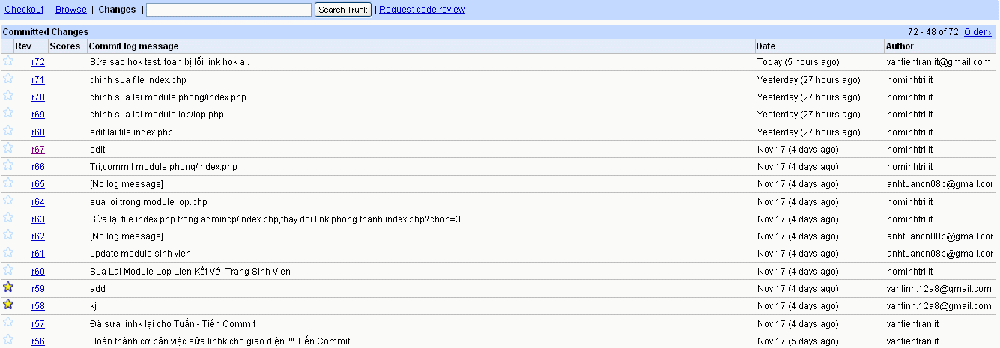 Checkout | Browse | Changes | Search Trunk | Request code review
Committed Changes 72 - 48 of 72 Older ›
Rev Scores Commit log message Date Author
r72 Sửa sao hok test..toàn bị lỗi link hok à.. Today (5 hours ago) vantientran.it@gmail.com
r71 chinh sua file index.php Yesterday (27 hours ago) hominhtri.it
r70 chinh sua lai module phong/index.php Yesterday (27 hours ago) hominhtri.it
r69 chinh sua lai module lop/lop.php Yesterday (27 hours ago) hominhtri.it
r68 edit lai file index.php Yesterday (27 hours ago) hominhtri.it
r67 edit Nov 17 (4 days ago) hominhtri.it
r66 Trí,commit module phong/index.php Nov 17 (4 days ago) hominhtri.it
r65 [No log message] Nov 17 (4 days ago) anhtuancn08b@gmail.cor
r64 sua loi trong module lop.php Nov 17 (4 days ago) hominhtri.it
r63 Sữa lại file index.php trong admincp/index.php,thay doi link phong thanh index.php?chon=3 Nov 17 (4 days ago) hominhtri.it
r62 [No log message] Nov 17 (4 days ago) anhtuancn08b@gmail.cor
r61 update module sinh vien Nov 17 (4 days ago) anhtuancn08b@gmail.cor
r60 Sua Lai Module Lop Lien Kết Với Trang Sinh Vien Nov 17 (4 days ago) hominhtri.it
r59 add Nov 17 (4 days ago) vantinh.12a8@gmail.com
r58 kj Nov 17 (4 days ago) vantinh.12a8@gmail.com
r57 Đã sửa linhk lại cho Tuấn - Tiến Commit Nov 17 (4 days ago) vantientran.it
r56 Hoàn thành cơ bản việc sửa linhk cho giao diện ^^ Tiến Commit Nov 17 (5 days ago) vantientran.it